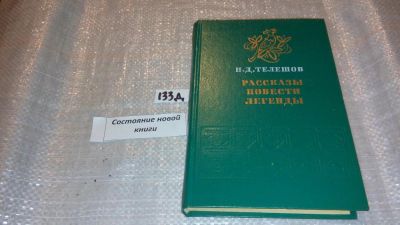 133д
Состояние новой
книги
Н.Д.ТЕЛЕШОВ
РАССКАЗЫ
ПОВЕСТИ
ЛЕГЕНДЫ